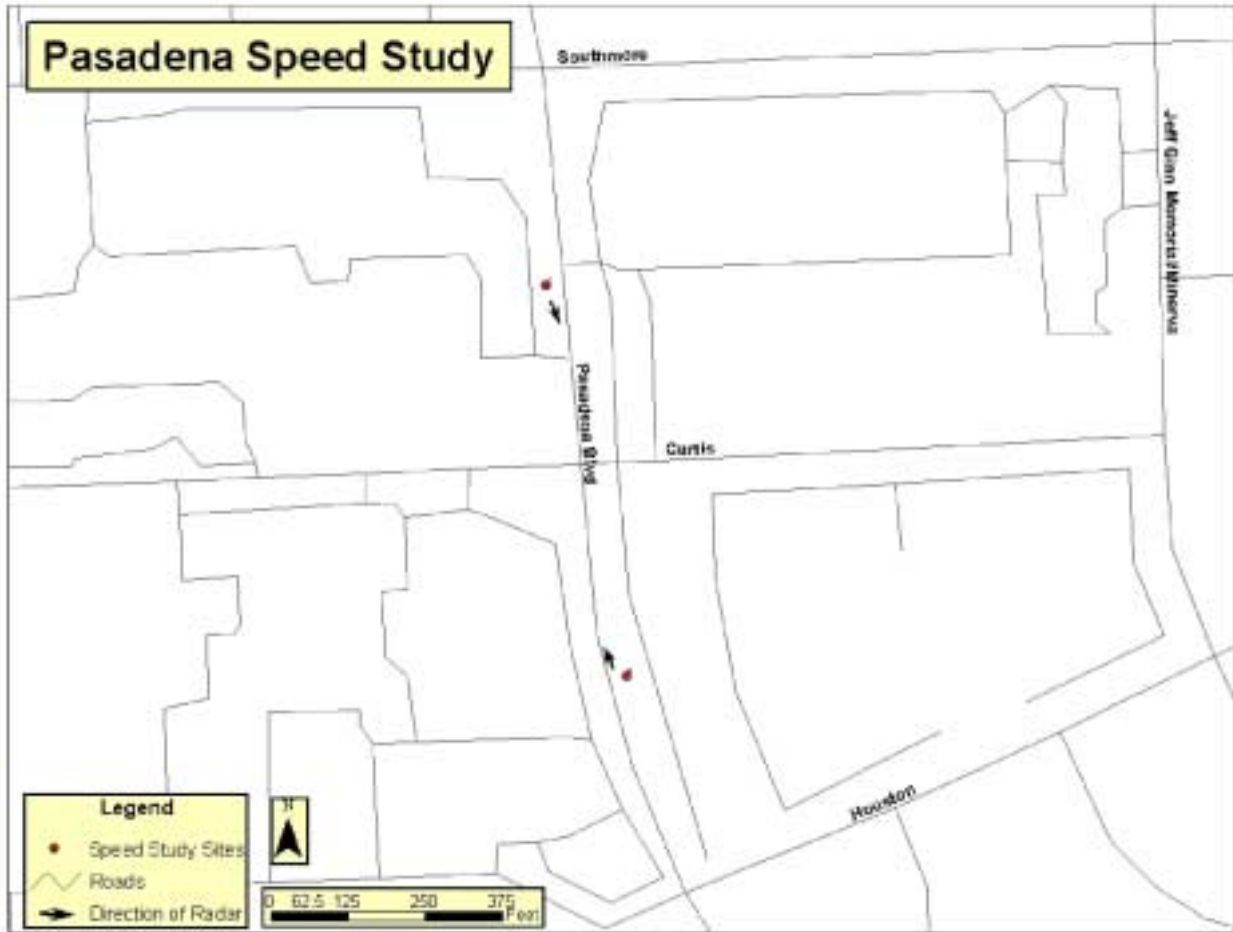 Pasadena Speed Study
Southmore
Jeff Ginn Memorial/Minerva
Pasadena Blvd
Curtis
Houston
Legend
Speed Study Sites
Roads
Direction of Radar
N
0 62.5 125 250 375
Feet